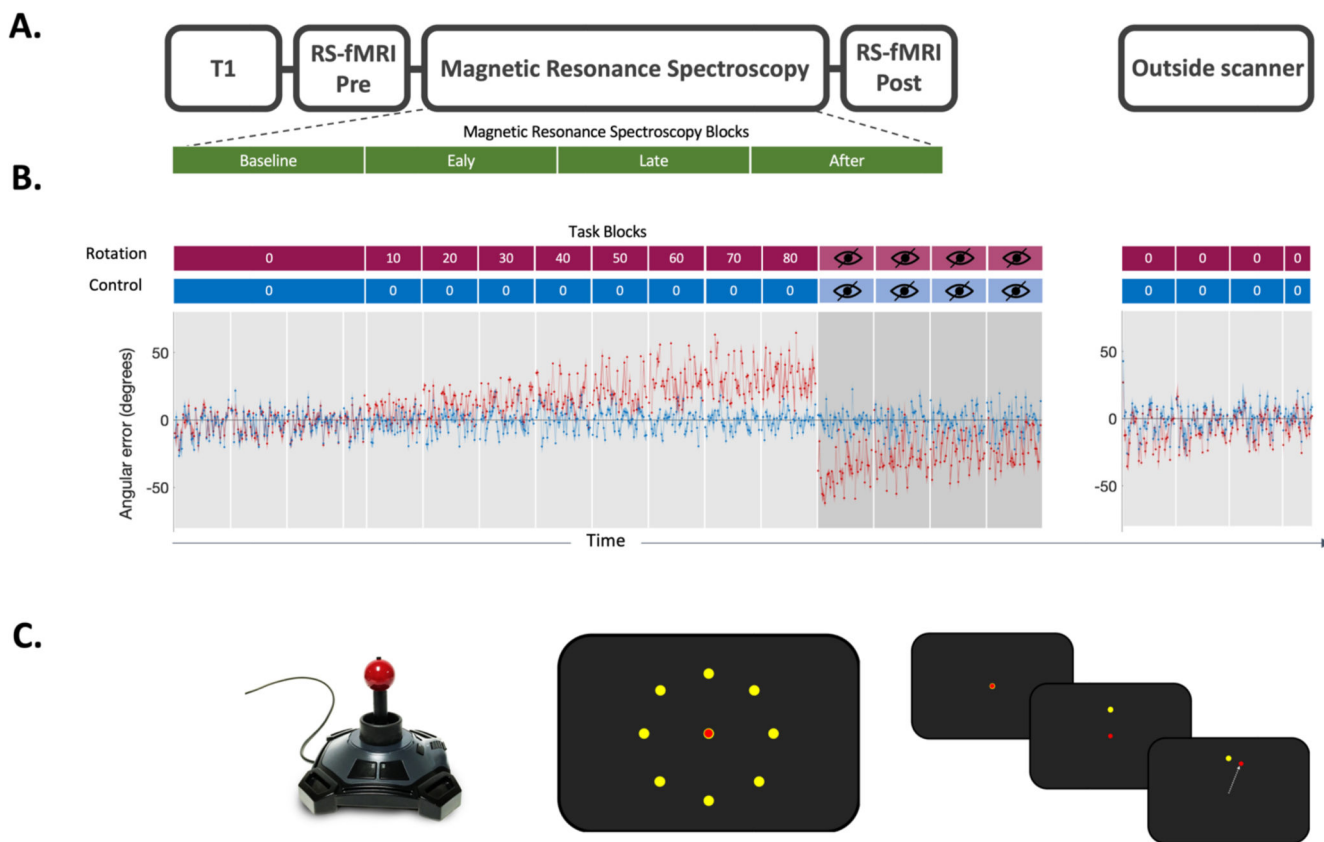 A.
T1
RS-fMRI
Pre
Magnetic Resonance Spectroscopy
RS-fMRI
Post
Outside scanner
Magnetic Resonance Spectroscopy Blocks
Baseline Ealy Late After
B.
Task Blocks
Rotation 0 10 20 30 40 50 60 70 80 0 0 0 0
Control 0 0 0 0 0 0 0 0 0 0 0 0 0
Angular error (degrees)
50
0
-50
50
0
-50
Time
C.